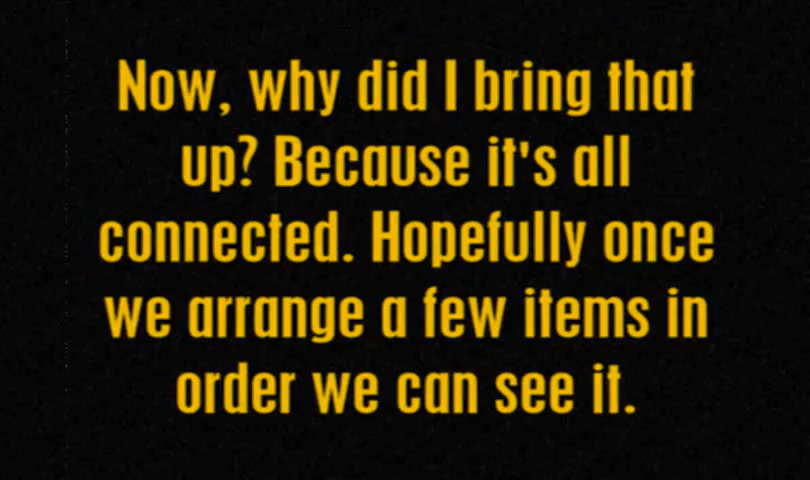 Now, why did I bring that
up? Because it's all
connected. Hopefully once
we arrange a few items in
order we can see it.